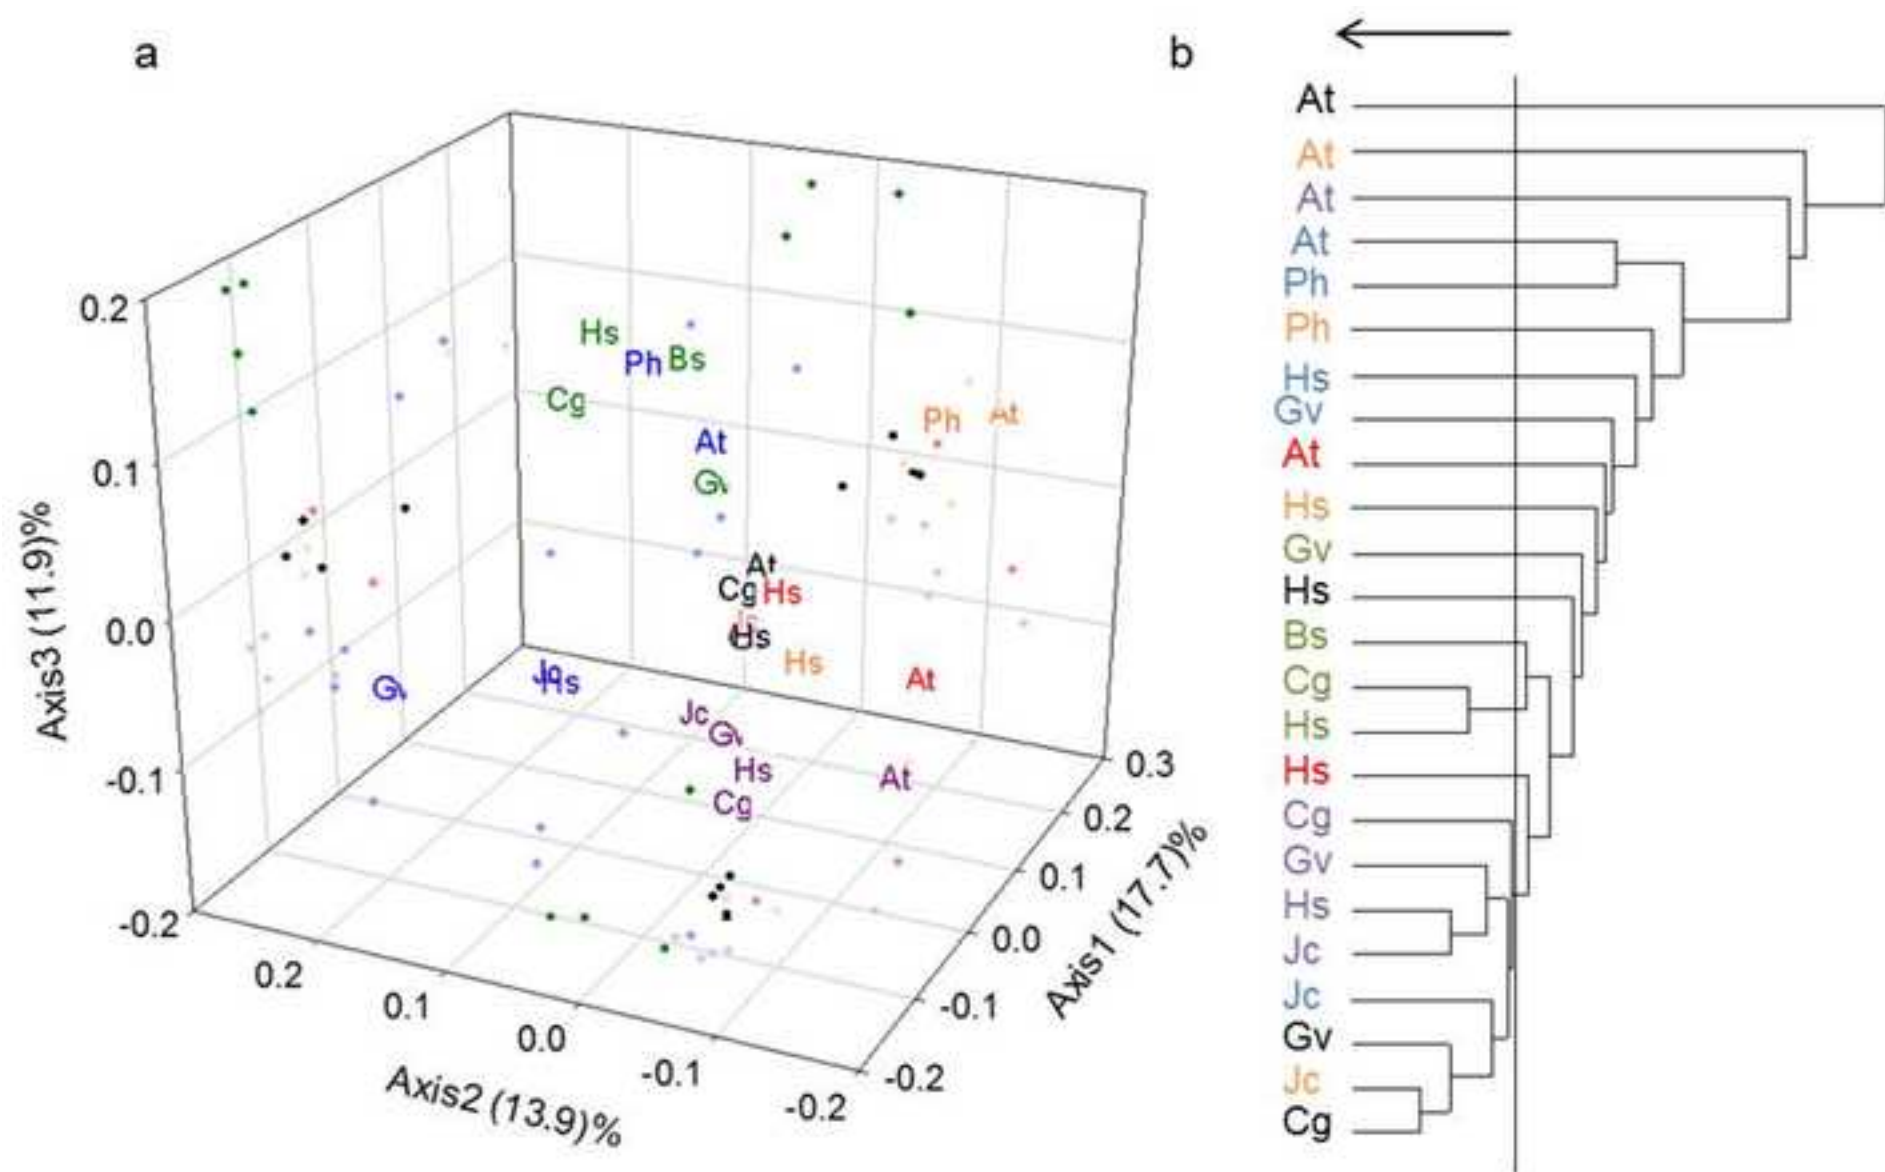 a
b
0.2
0.1
0.0
-0.1
-0.2
Axis3 (11.9)%
0.2
0.1
0.0
-0.1
-0.2
Axis2 (13.9)%
-0.2
-0.1
0.0
0.1
0.2
0.3
Axis1 (17.7)%
Hs
Ph
Bs
Cg
At
Gv
Ph
At
At
Cg
Hs
Hs
Hs
At
Gv
Hs
Jc
Gv
Hs
Cg
At
At
At
At
At
Ph
Ph
Hs
Gv
At
Hs
Gv
Hs
Bs
Cg
Hs
Hs
Cg
Gv
Hs
Jc
Jc
Gv
Jc
Cg